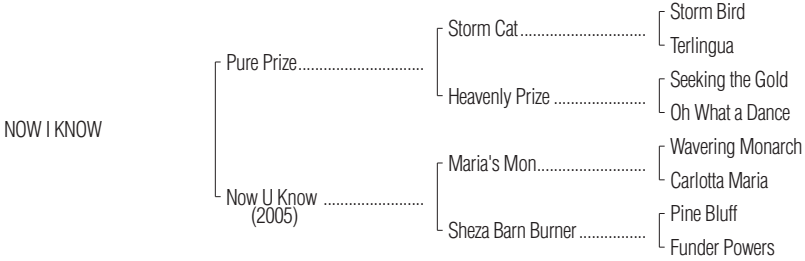 Storm Bird
Storm Cat..............................
Terlingua
Pure Prize..............................
Seeking the Gold
Heavenly Prize ......................
Oh What a Dance
NOW I KNOW
Wavering Monarch
Maria's Mon..........................
Carlotta Maria
Now U Know ........................
(2005)
Pine Bluff
Sheza Barn Burner ................
Funder Powers